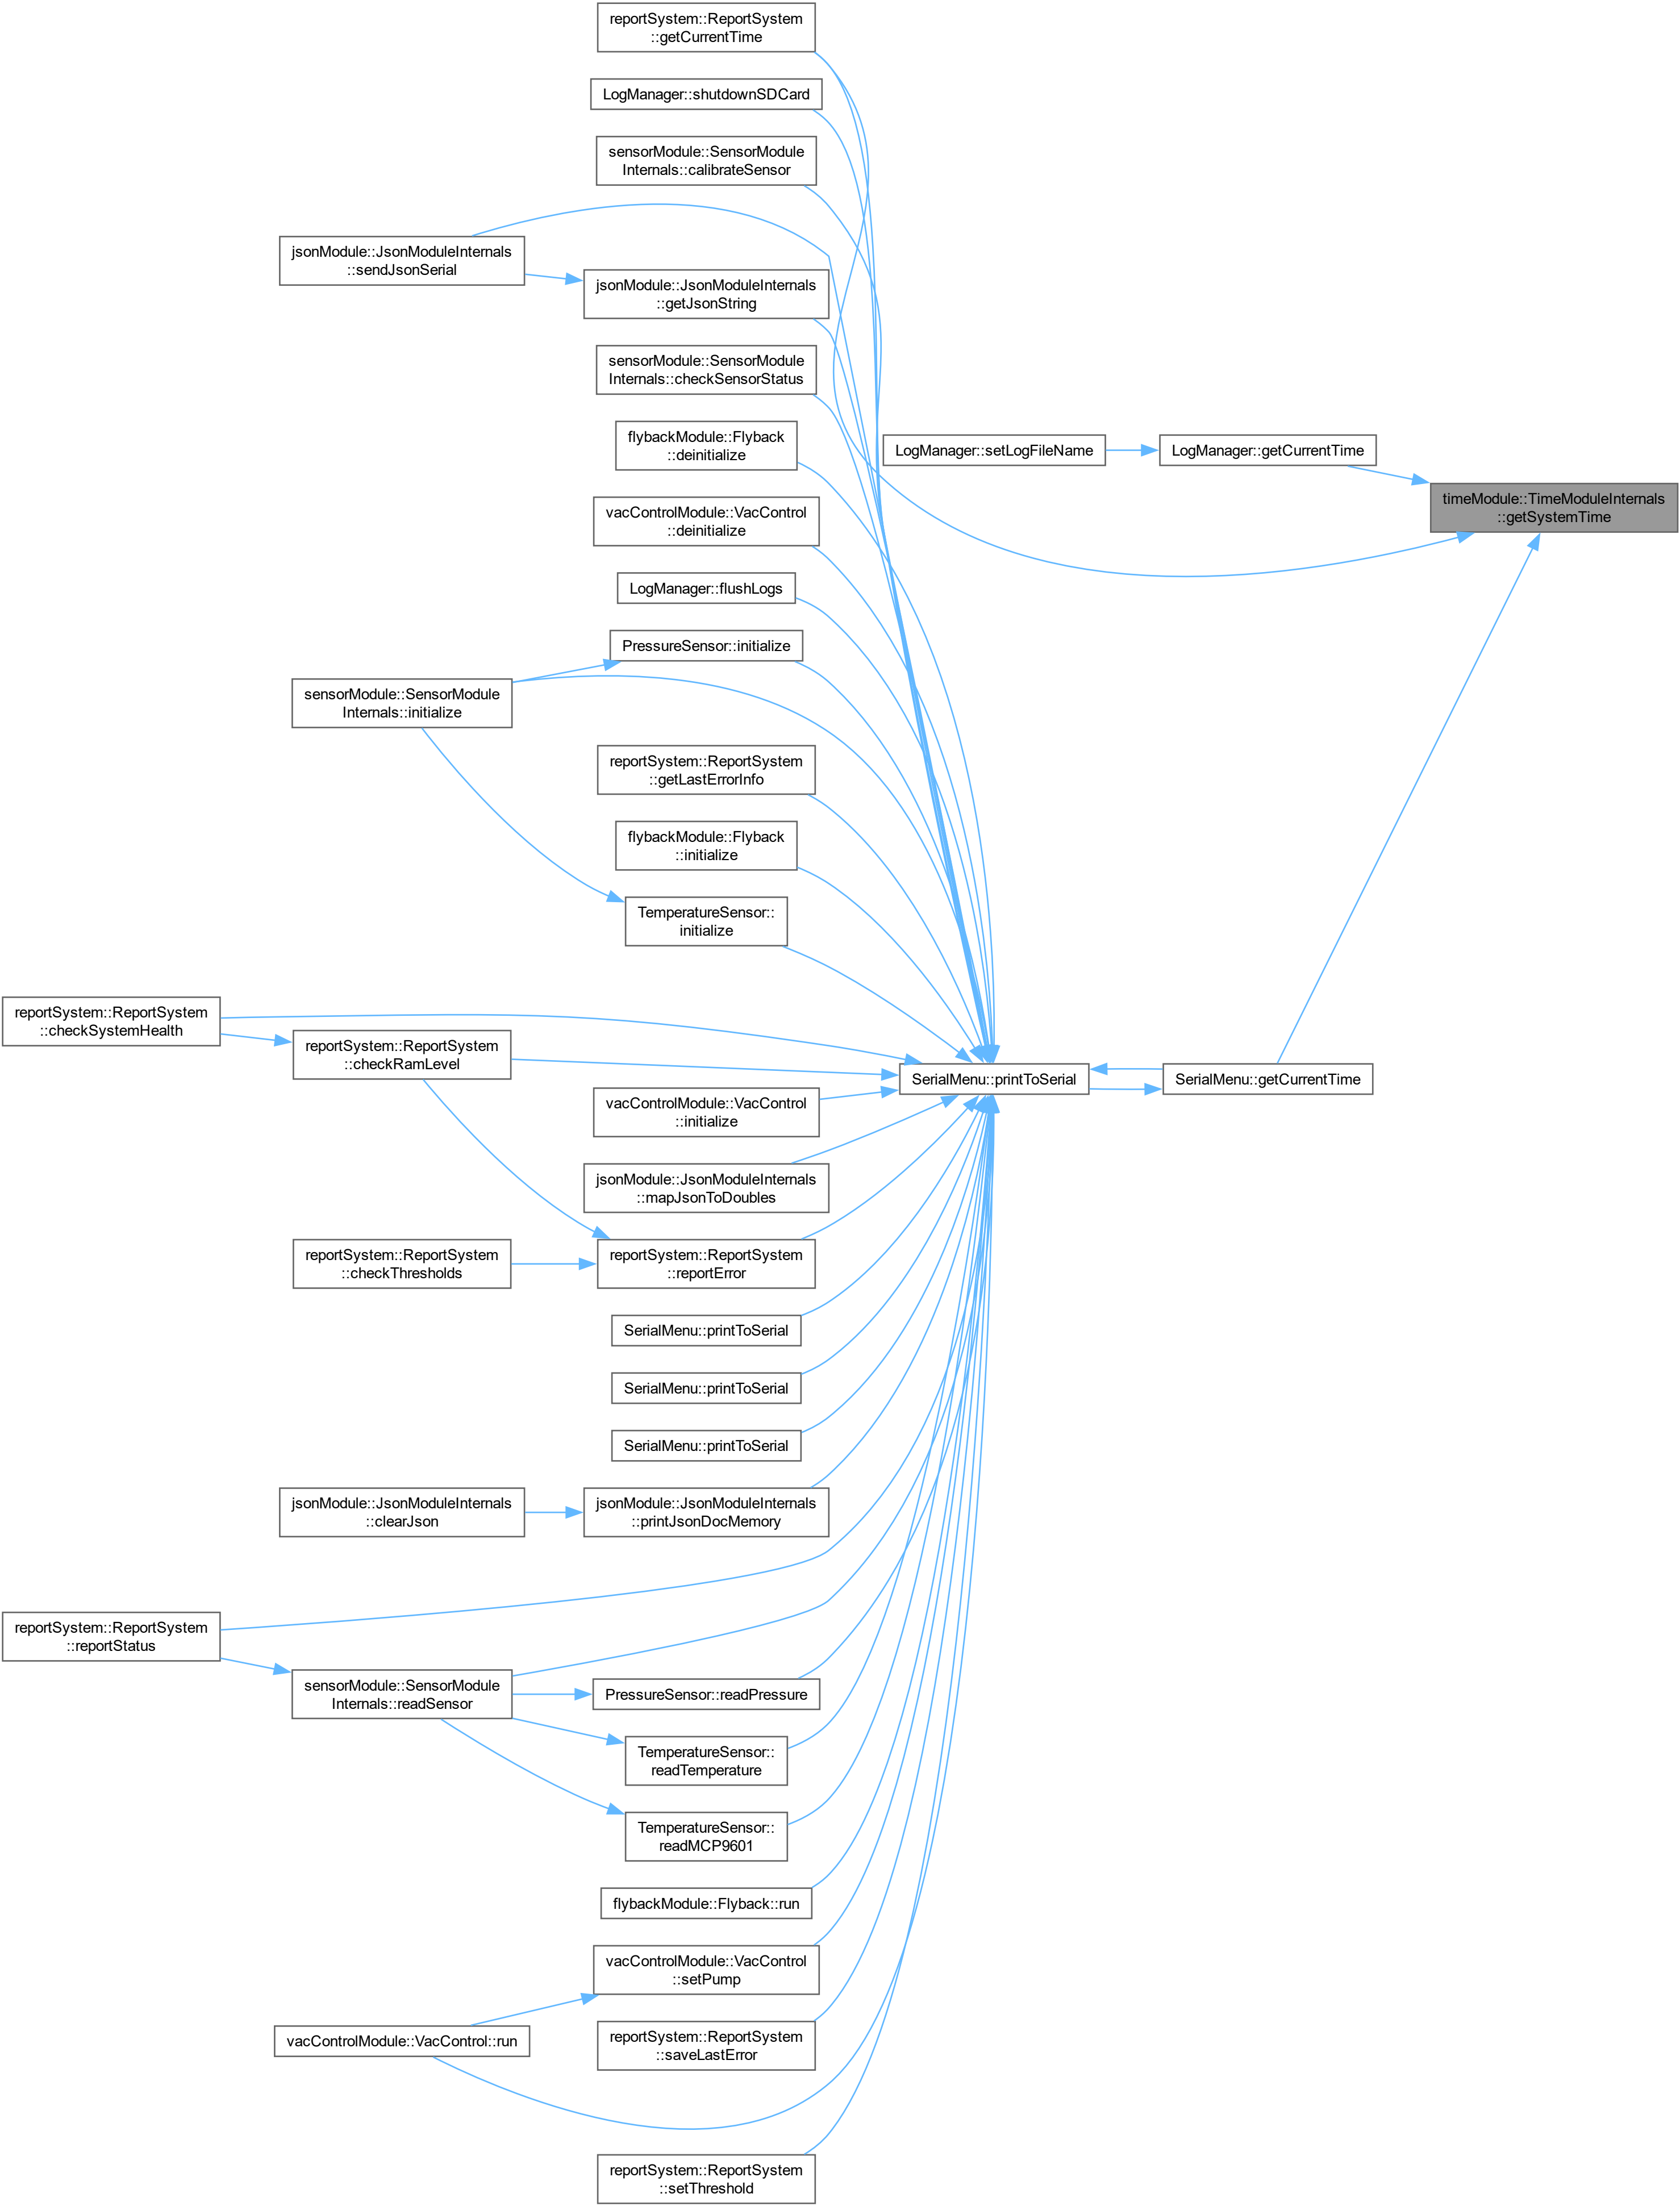 reportSystem::ReportSystem
::getCurrentTime
LogManager::shutdownSDCard
sensorModule::SensorModule
Internals::calibrateSensor
jsonModule::JsonModuleInternals
::sendJsonSerial
jsonModule::JsonModuleInternals
::getJsonString
sensorModule::SensorModule
Internals::checkSensorStatus
flybackModule::Flyback
::deinitialize
LogManager::setLogFileName
LogManager::getCurrentTime
timeModule::TimeModuleInternals
::getSystemTime
vacControlModule::VacControl
::deinitialize
LogManager::flushLogs
PressureSensor::initialize
sensorModule::SensorModule
Internals::initialize
reportSystem::ReportSystem
::getLastErrorInfo
flybackModule::Flyback
::initialize
TemperatureSensor::
initialize
reportSystem::ReportSystem
::checkSystemHealth
reportSystem::ReportSystem
::checkRamLevel
SerialMenu::printToSerial
SerialMenu::getCurrentTime
vacControlModule::VacControl
::initialize
jsonModule::JsonModuleInternals
::mapJsonToDoubles
reportSystem::ReportSystem
::checkThresholds
reportSystem::ReportSystem
::reportError
SerialMenu::printToSerial
SerialMenu::printToSerial
SerialMenu::printToSerial
jsonModule::JsonModuleInternals
::clearJson
jsonModule::JsonModuleInternals
::printJsonDocMemory
reportSystem::ReportSystem
::reportStatus
sensorModule::SensorModule
Internals::readSensor
PressureSensor::readPressure
TemperatureSensor::
readTemperature
TemperatureSensor::
readMCP9601
flybackModule::Flyback::run
vacControlModule::VacControl
::setPump
vacControlModule::VacControl::run
reportSystem::ReportSystem
::saveLastError
reportSystem::ReportSystem
::setThreshold